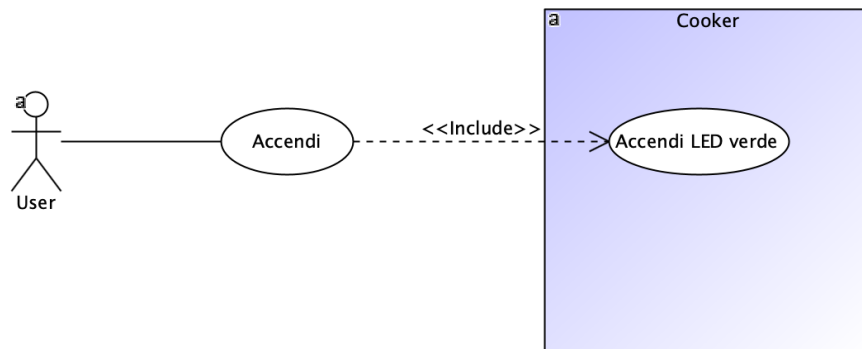 a
Cooker
a
Accendi
<<Include>>
Accendi LED verde
User